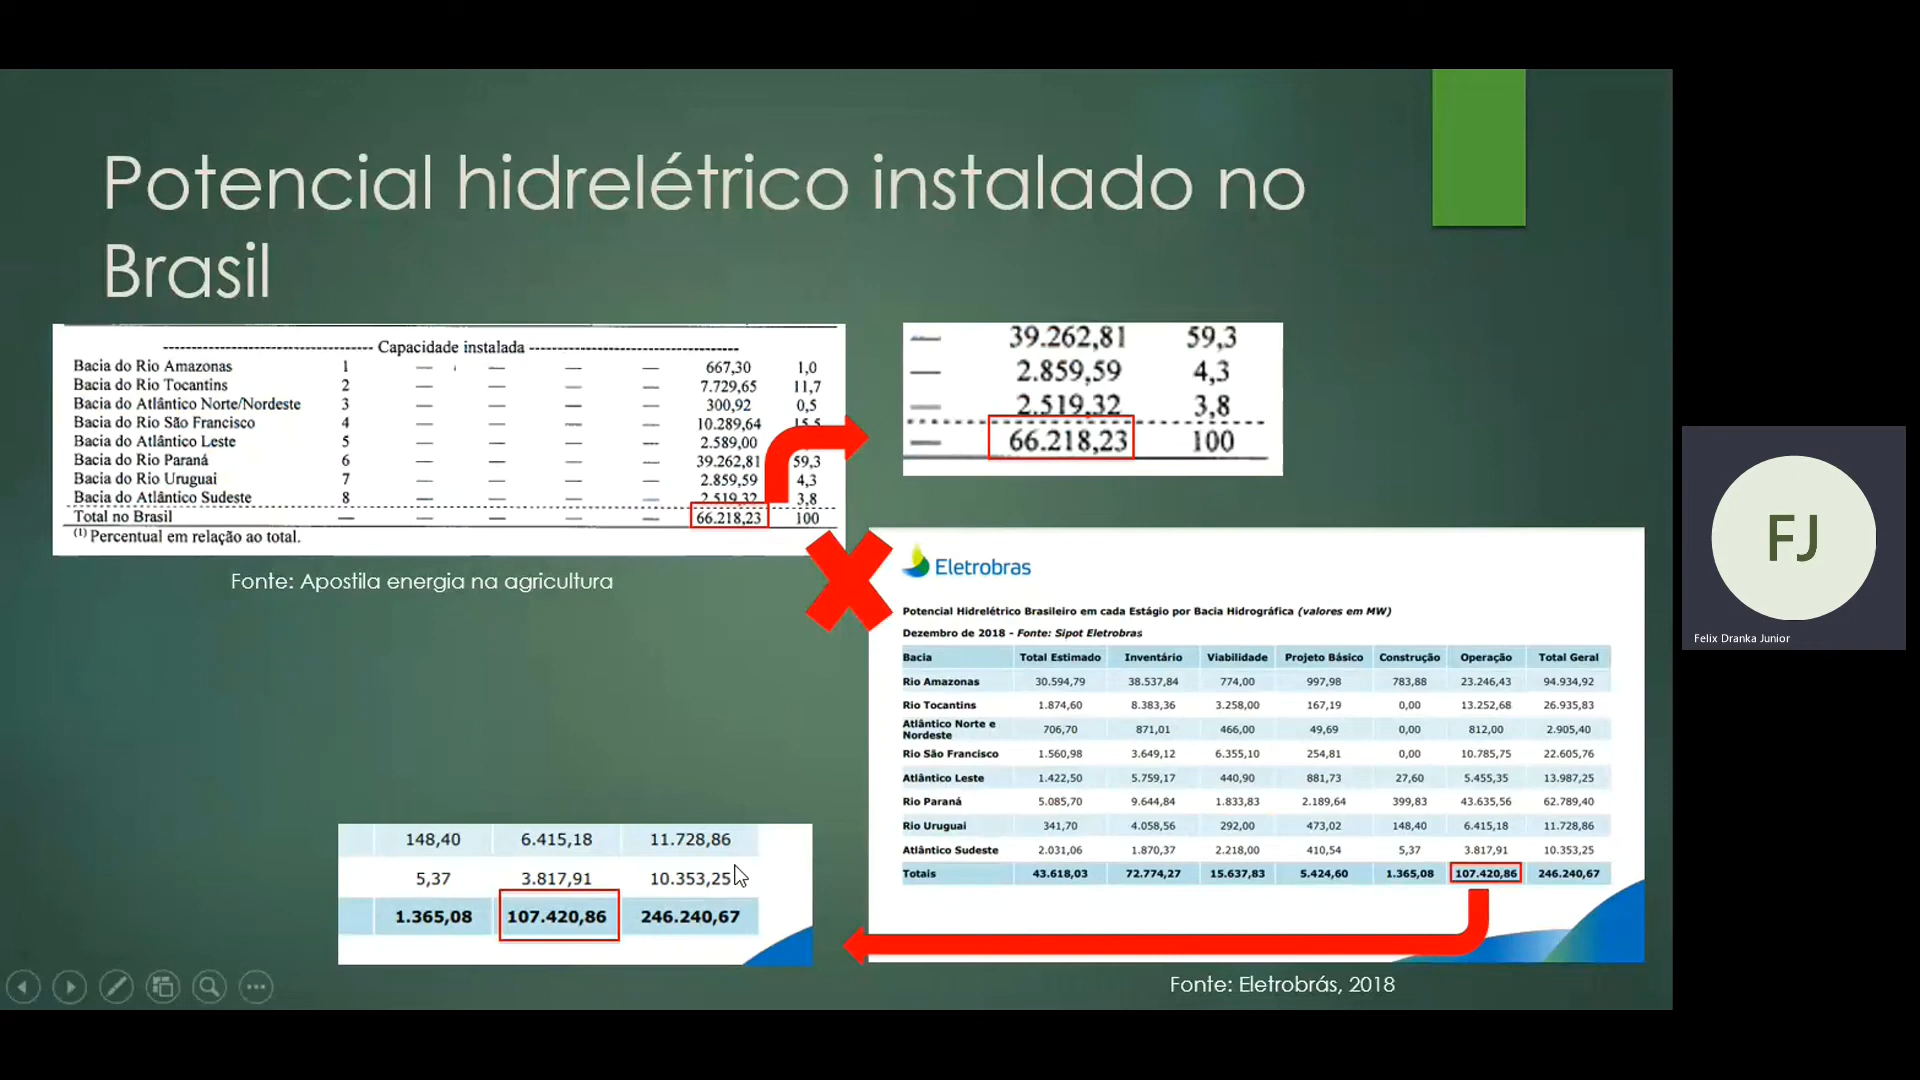 Potencial hidrelétrico instalado no
Brasil
Capacidade instalada
Bacia do Rio Amazonas 1 — — — — 667,30 1,0
Bacia do Rio Tocantins 2 — — — — 7.729,65 11,7
Bacia do Atlântico Norte/Nordeste 3 — — — — 300,92 0,5
Bacia do Rio São Francisco 4 — — — — 10.289,64 15,5
Bacia do Atlântico Leste 5 — — — — 2.589,00
Bacia do Rio Paraná 6 — — — — 39.262,81 59,3
Bacia do Rio Uruguai 7 — — — — 2.859,59 4,3
Bacia do Atlântico Sudeste 8 — — — — 2.519,32 3,8
Total no Brasil — — — — — 66.218,23 100
(1) Percentual em relação ao total.
Fonte: Apostila energia na agricultura
— 39.262,81 59,3
— 2.859,59 4,3
— 2.519,32 3,8
— 66.218,23 100
Eletrobras
Potencial Hidrelétrico Brasileiro em cada Estágio por Bacia Hidrográfica (valores em MW)
Dezembro de 2018 - Fonte: Sipot Eletrobras
Bacia Total Estimado Inventário Viabilidade Projeto Básico Construção Operação Total Geral
Rio Amazonas 30.594,79 38.537,84 774,00 997,98 783,88 23.246,43 94.934,92
Rio Tocantins 1.874,60 8.383,36 3.258,00 167,19 0,00 13.252,68 26.935,83
Atlântico Norte e
Nordeste 706,70 871,01 466,00 49,69 0,00 812,00 2.905,40
Rio São Francisco 1.560,98 3.649,12 6.355,10 254,81 0,00 10.785,75 22.605,76
Atlântico Leste 1.422,50 5.759,17 440,90 881,73 27,60 5.455,35 13.987,25
Rio Paraná 5.085,70 9.644,84 1.833,83 2.189,64 399,83 43.635,56 62.789,40
Rio Uruguai 341,70 4.058,56 292,00 473,02 148,40 6.415,18 11.728,86
Atlântico Sudeste 2.031,06 1.870,37 2.218,00 410,54 5,37 3.817,91 10.353,25
Totais 43.618,03 72.774,27 15.637,83 5.424,60 1.365,08 107.420,86 246.240,67
148,40 6.415,18 11.728,86
5,37 3.817,91 10.353,25
1.365,08 107.420,86 246.240,67
Fonte: Eletrobrás, 2018
FJ
Felix Dranka Junior